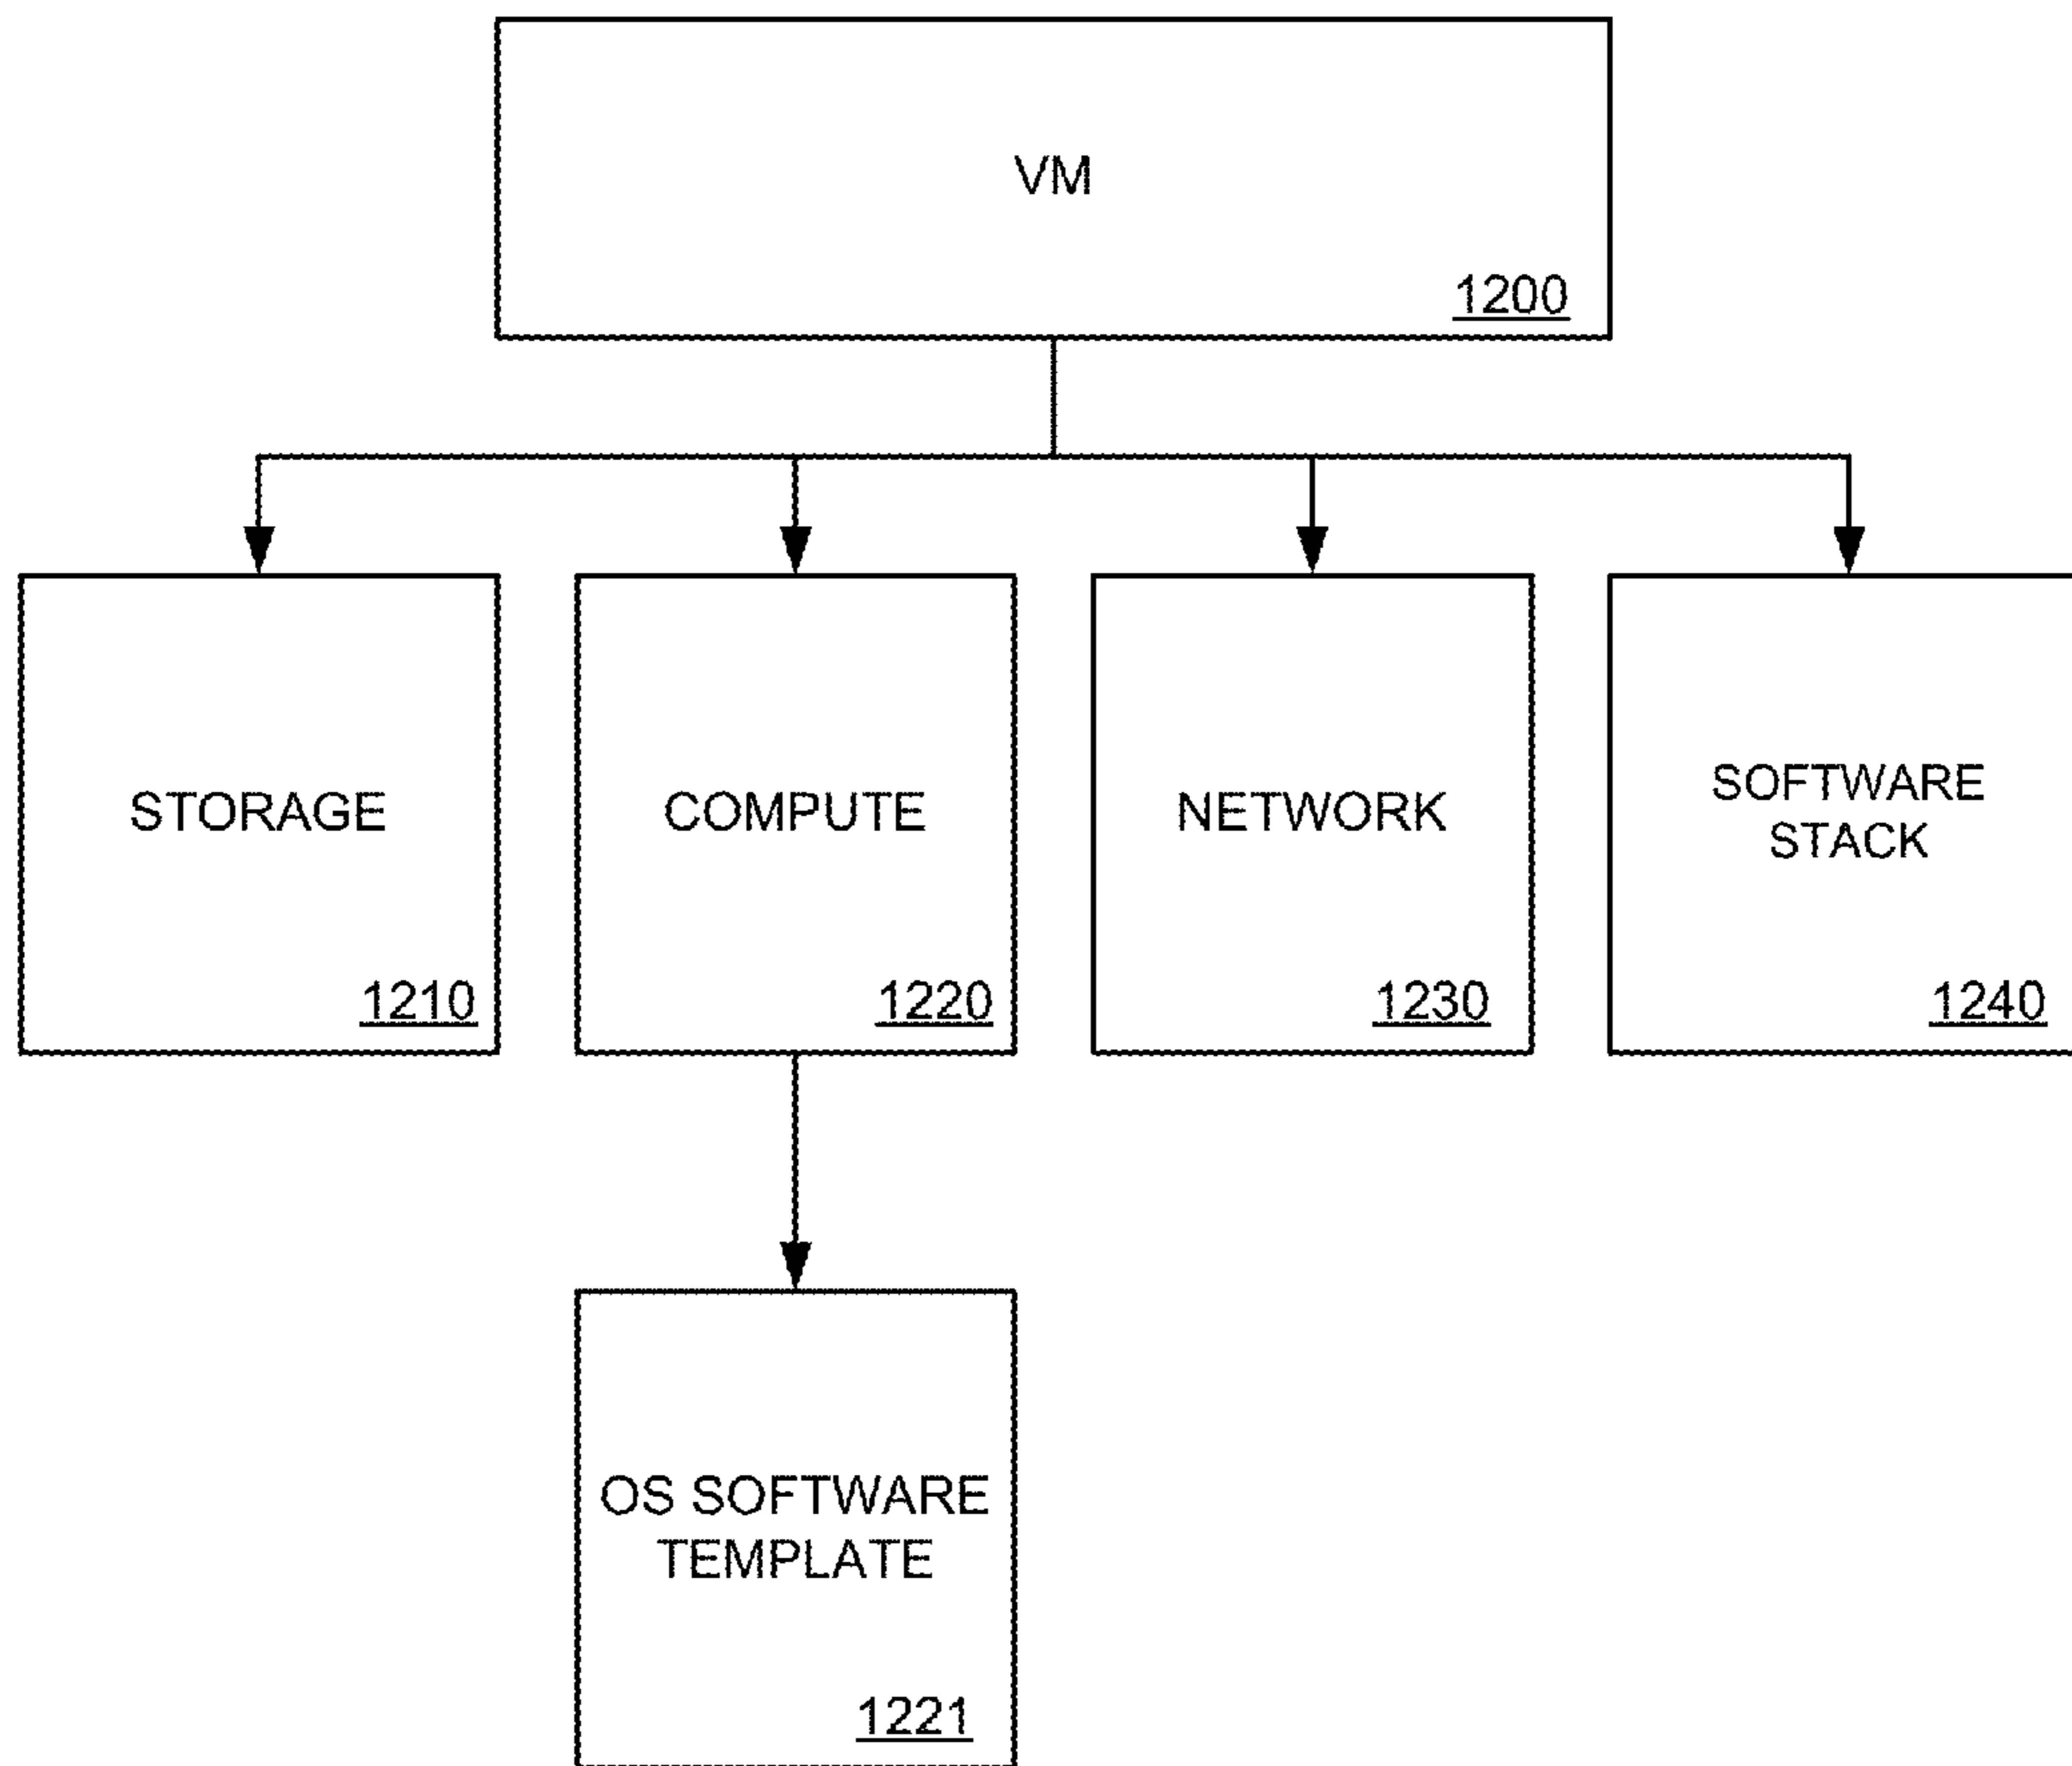 VM
1200
STORAGE
1210
COMPUTE
1220
NETWORK
1230
SOFTWARE
STACK
1240
OS SOFTWARE
TEMPLATE
1221